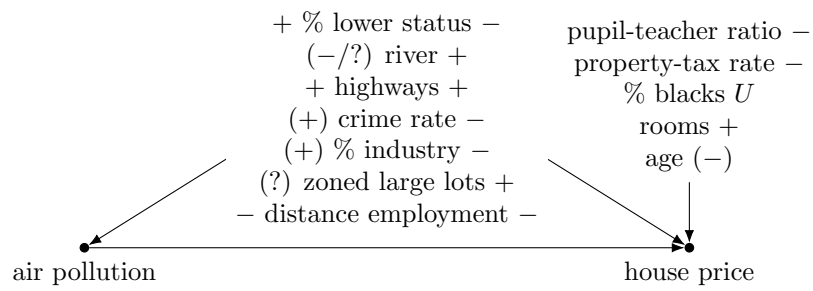 + % lower status −
(−/?) river +
+ highways +
(+) crime rate −
(+) % industry −
(?) zoned large lots +
− distance employment −
pupil-teacher ratio −
property-tax rate −
% blacks U
rooms +
age (−)
air pollution
house price